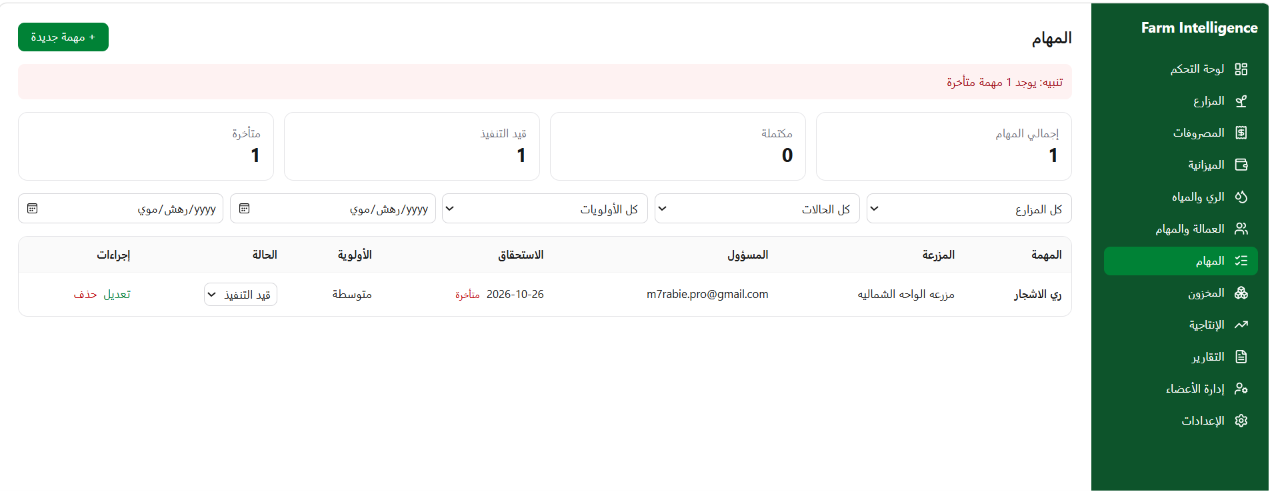 Farm Intelligence
لوحة التحكم
المزارع
المصروفات
الميزانية
الري والمياه
العمالة والمهام
المهام
المخزون
الإنتاجية
التقارير
إدارة الأعضاء
الإعدادات
المهام
+ مهمة جديدة
تنبيه: يوجد 1 مهمة متأخرة
إجمالي المهام
1
مكتملة
0
قيد التنفيذ
1
متأخرة
1
كل المزارع
كل الحالات
كل الأولويات
yyyy/رهش/موي
yyyy/رهش/موي
المهمة المزرعة المسؤول الاستحقاق الأولوية الحالة إجراءات
ري الاشجار مزرعه الواحه الشماليه m7rabie.pro@gmail.com 2026-10-26 متأخرة متوسطة قيد التنفيذ تعديل حذف